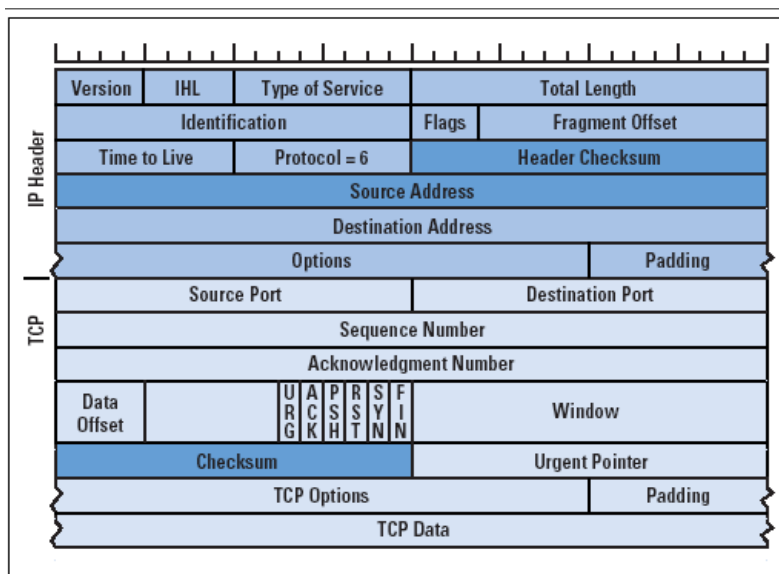 Version IHL Type of Service Total Length
Identification Flags Fragment Offset
Time to Live Protocol = 6 Header Checksum
Source Address
Destination Address
Options Padding
IP Header
Source Port Destination Port
Sequence Number
Acknowledgment Number
Data Offset URG ACK PSH RST SYN FIN Window
Checksum Urgent Pointer
TCP Options Padding
TCP Data
TCP